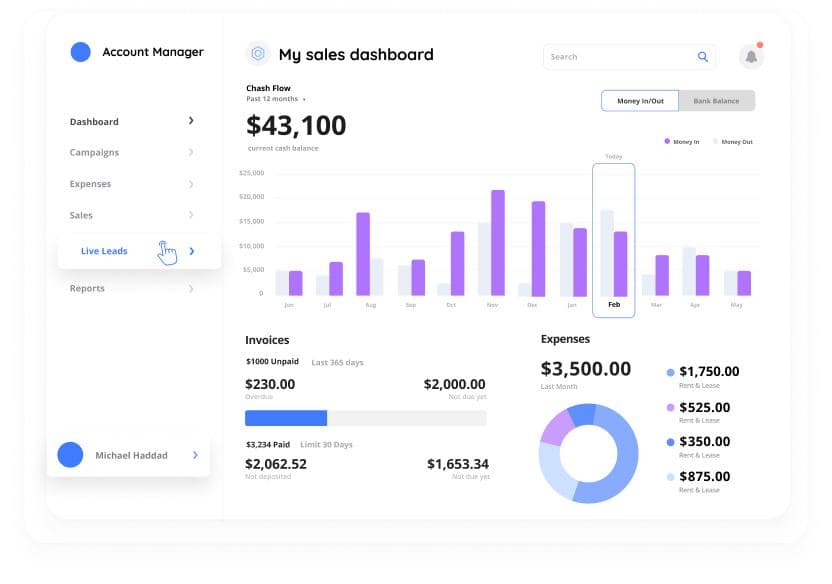 Account Manager
Dashboard
Campaigns
Expenses
Sales
Live Leads
Reports
Michael Haddad
My sales dashboard
Search
Chash Flow
Past 12 months
$43,100
current cash balance
Money In/Out
Bank Balance
Money In
Money Out
Today
$25,000
$20,000
$15,000
$10,000
$5,000
0
Jun
Jul
Aug
Sep
Oct
Nov
Dec
Jan
Feb
Mar
Apr
May
Invoices
$1000 Unpaid Last 365 days
$230.00 $2,000.00
Overdue Not due yet
$3,234 Paid Limit 30 Days
$2,062.52 $1,653.34
Not deposited Not due yet
Expenses
$3,500.00
Last Month
$1,750.00
Rent & Lease
$525.00
Rent & Lease
$350.00
Rent & Lease
$875.00
Rent & Lease